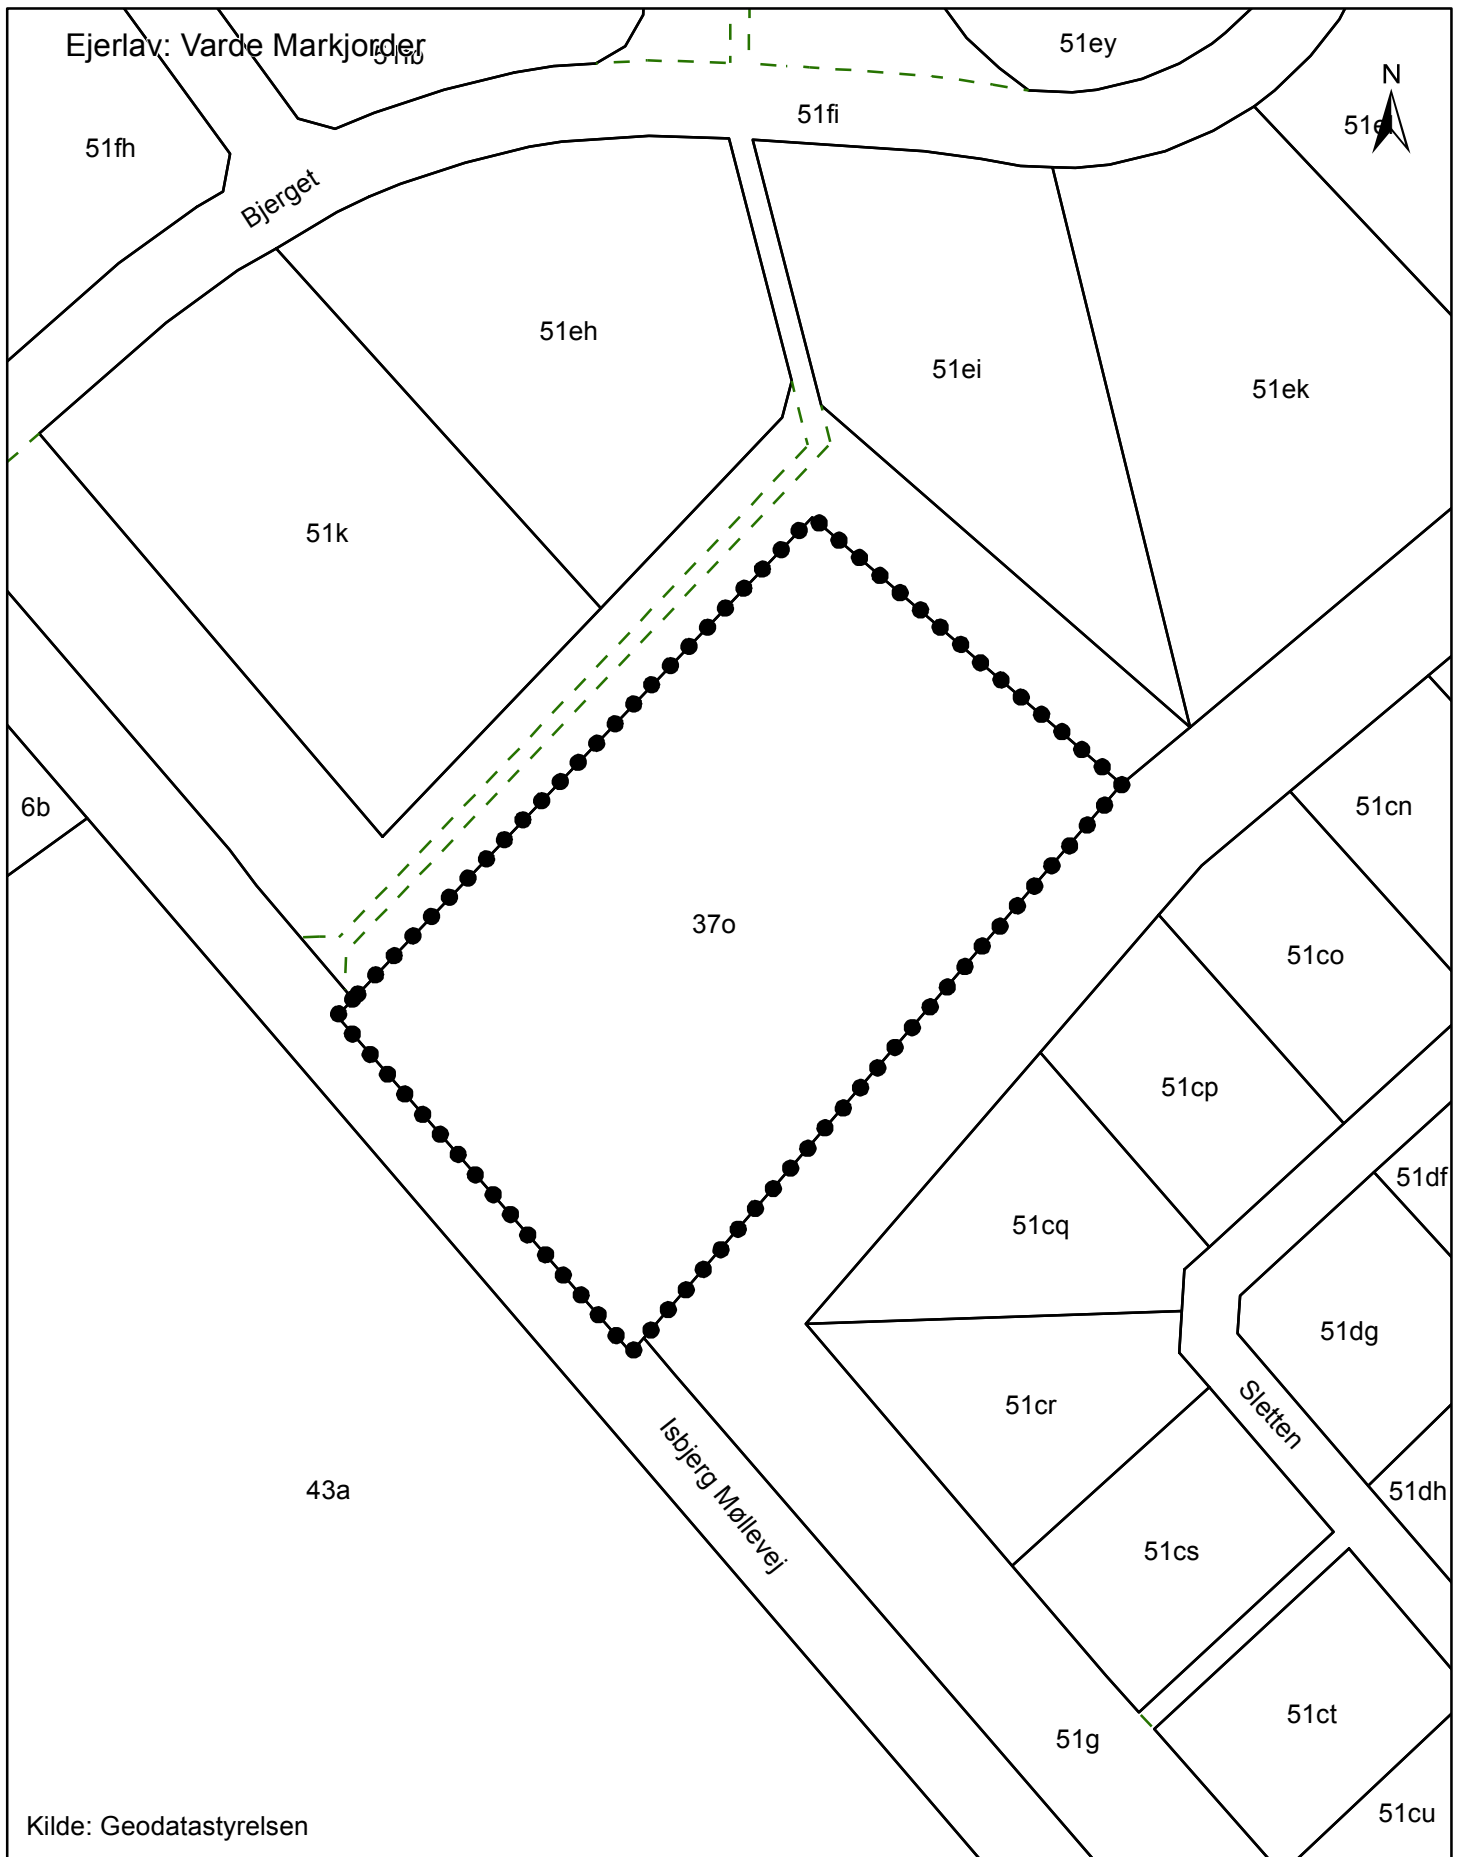 Ejerlav: Varde Markjorder
51ey
N
51fi
51fh
Bjerget
51eh
51ei
51ek
51k
6b
51cn
37o
51co
51cp
51df
51cq
51dg
51cr
Sletten
Isbjerg Møllevej
43a
51dh
51cs
51ct
51g
51cu
Kilde: Geodatastyrelsen